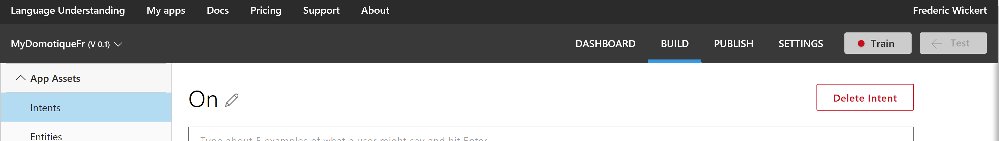 Language Understanding My apps Docs Pricing Support About Frederic Wickert
MyDomotiqueFr (V 0.1) DASHBOARD BUILD PUBLISH SETTINGS Train Test
App Assets
On Delete Intent
Intents
Entities
Type about 5 examples of what a user might say and hit Enter